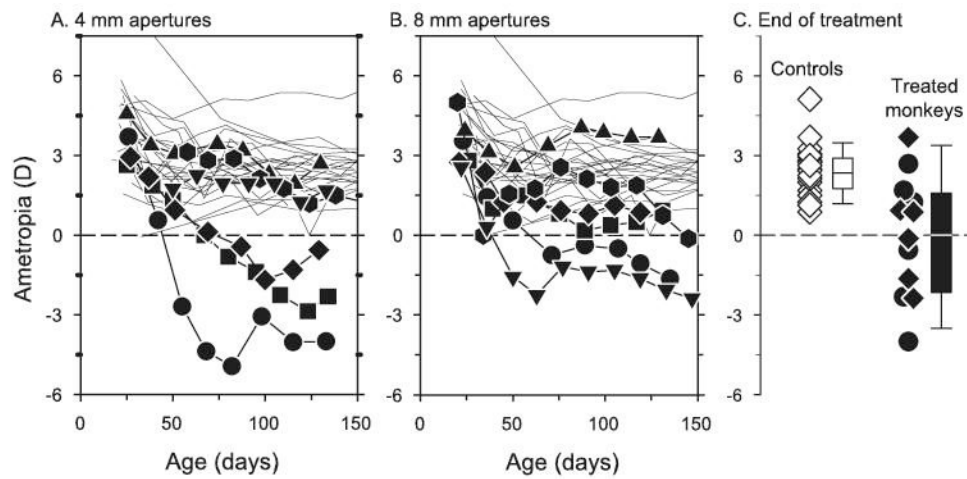 A. 4 mm apertures
B. 8 mm apertures
C. End of treatment
Ametropia (D)
6
3
0
-3
-6
0
50
100
150
Age (days)
6
3
0
-3
-6
0
50
100
150
Age (days)
6
3
0
-3
-6
Controls
Treated
monkeys